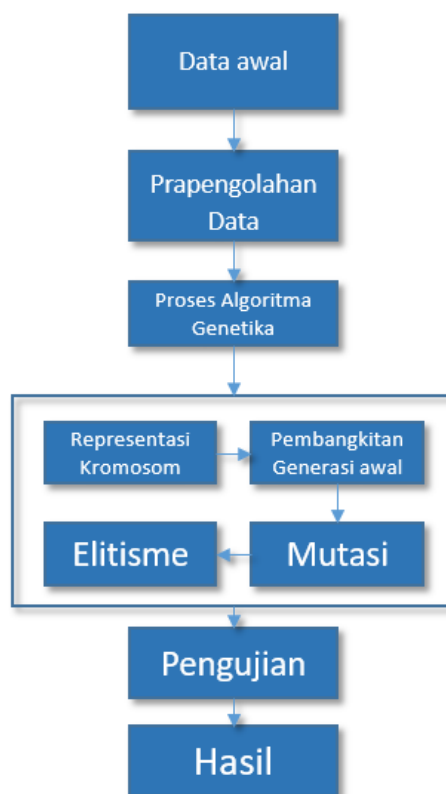 Data awal
Prapengolahan
Data
Proses Algoritma
Genetika
Representasi
Kromosom
Pembangkitan
Generasi awal
Mutasi
Elitisme
Pengujian
Hasil